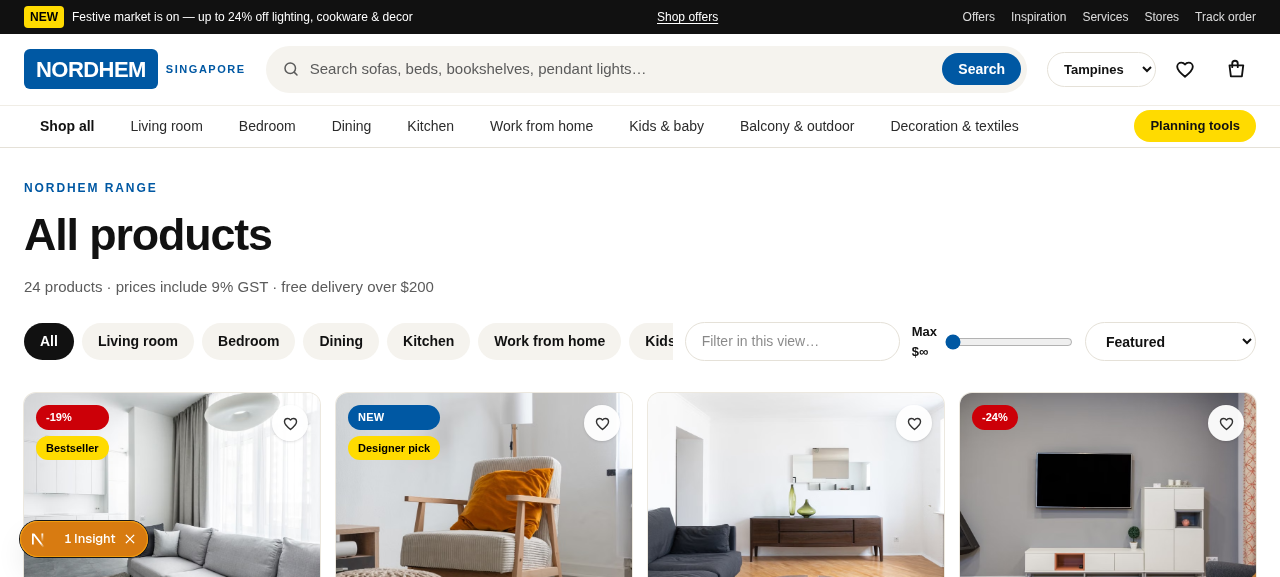 NEW Festive market is on — up to 24% off lighting, cookware & decor Shop offers Offers Inspiration Services Stores Track order
NORDHEM SINGAPORE Search sofas, beds, bookshelves, pendant lights… Search Tampines
Shop all Living room Bedroom Dining Kitchen Work from home Kids & baby Balcony & outdoor Decoration & textiles Planning tools
NORDHEM RANGE
All products
24 products · prices include 9% GST · free delivery over $200
All Living room Bedroom Dining Kitchen Work from home Kids Filter in this view… Max $∞ Featured
-19% NEW -24%
Bestseller Designer pick
1 Insight